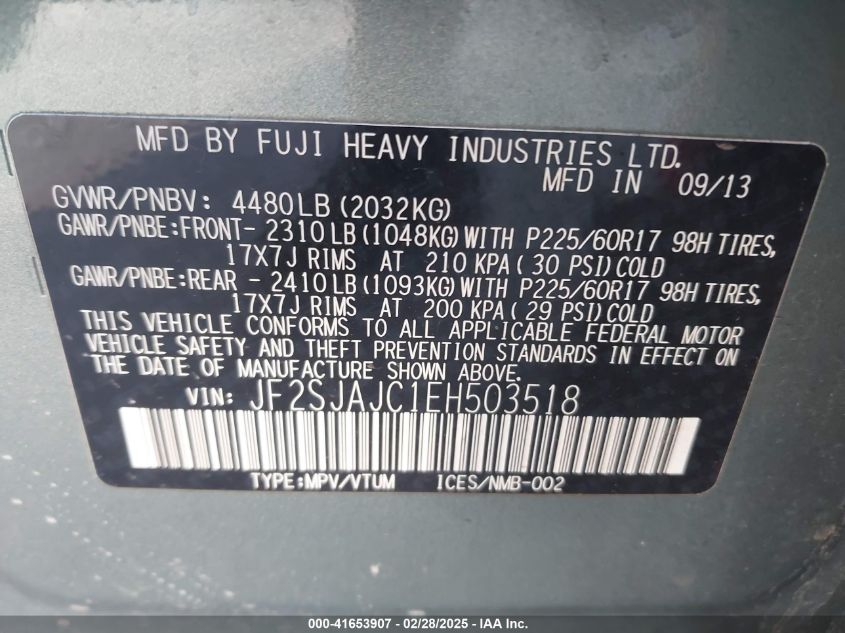 MFD BY FUJI HEAVY INDUSTRIES LTD.
MFD IN 09/13
GVWR/PNBV: 4480LB (2032KG)
GAWR/PNBE:FRONT- 2310 LB (1048KG) WITH P225/60R17 98H TIRES,
17X7J RIMS AT 210 KPA ( 30 PSI) COLD
GAWR/PNBE:REAR - 2410 LB (1093KG) WITH P225/60R17 98H TIRES,
17X7J RIMS AT 200 KPA ( 29 PSI) COLD
THIS VEHICLE CONFORMS TO ALL APPLICABLE FEDERAL MOTOR
VEHICLE SAFETY AND THEFT PREVENTION STANDARDS IN EFFECT ON
THE DATE OF MANUFACTURE SHOWN ABOVE.
VIN: JF2SJAJC1EH503518
TYPE:MPV/VTUM ICES/NMB-002
000-41653907 - 02/28/2025 - IAA Inc.